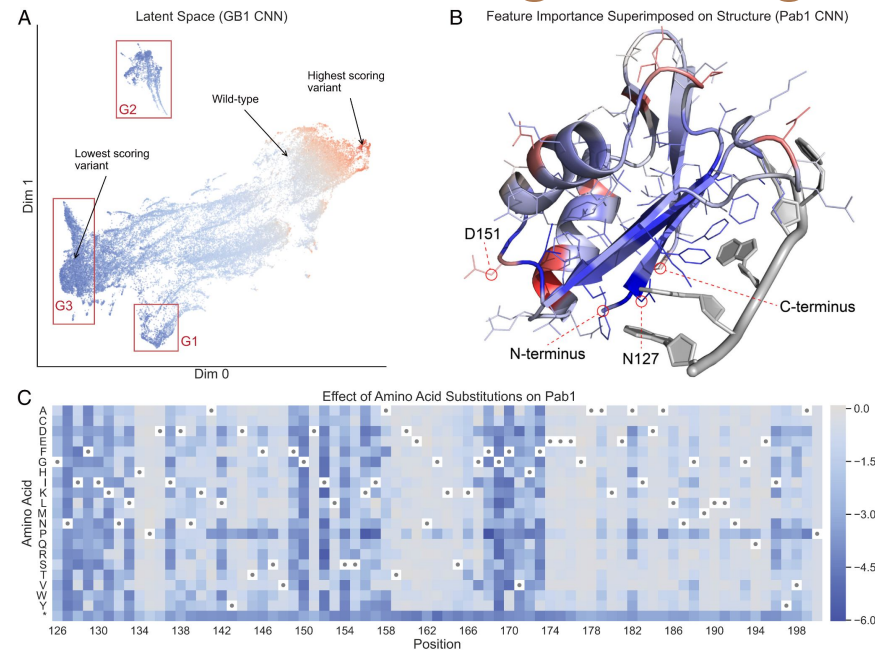 A
Latent Space (GB1 CNN)
G2
Highest scoring
variant
Wild-type
Lowest scoring
variant
G3
G1
Dim 1
Dim 0
B
Feature Importance Superimposed on Structure (Pab1 CNN)
D151
N-terminus
N127
C-terminus
C
Effect of Amino Acid Substitutions on Pab1
Amino Acid
A
C
D
E
F
G
H
I
K
L
M
N
P
Q
R
S
T
V
W
Y
*
126 130 134 138 142 146 150 154 158 162 166 170 174 178 182 186 190 194 198
Position
0.0
-1.5
-3.0
-4.5
-6.0